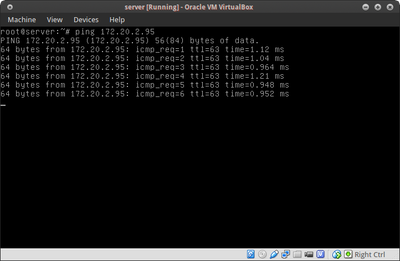 server [Running] - Oracle VM VirtualBox
Machine View Devices Help
root@server:~# ping 172.20.2.95
PING 172.20.2.95 (172.20.2.95) 56(84) bytes of data.
64 bytes from 172.20.2.95: icmp_req=1 ttl=63 time=1.12 ms
64 bytes from 172.20.2.95: icmp_req=2 ttl=63 time=1.04 ms
64 bytes from 172.20.2.95: icmp_req=3 ttl=63 time=0.964 ms
64 bytes from 172.20.2.95: icmp_req=4 ttl=63 time=1.21 ms
64 bytes from 172.20.2.95: icmp_req=5 ttl=63 time=0.948 ms
64 bytes from 172.20.2.95: icmp_req=6 ttl=63 time=0.952 ms
Right Ctrl